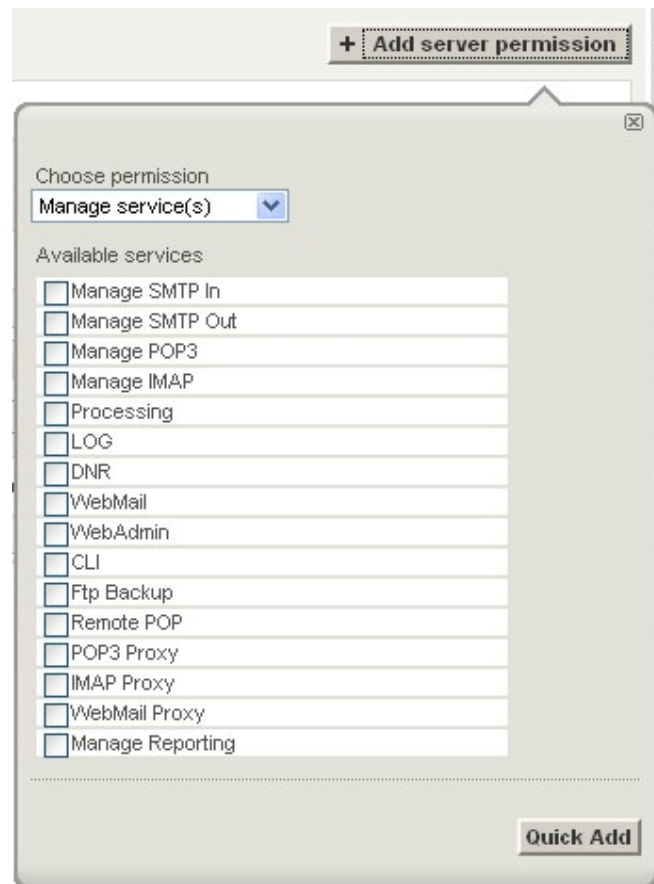 + Add server permission
Choose permission
Manage service(s)
Available services
Manage SMTP In
Manage SMTP Out
Manage POP3
Manage IMAP
Processing
LOG
DNR
WebMail
WebAdmin
CLI
Ftp Backup
Remote POP
POP3 Proxy
IMAP Proxy
WebMail Proxy
Manage Reporting
Quick Add